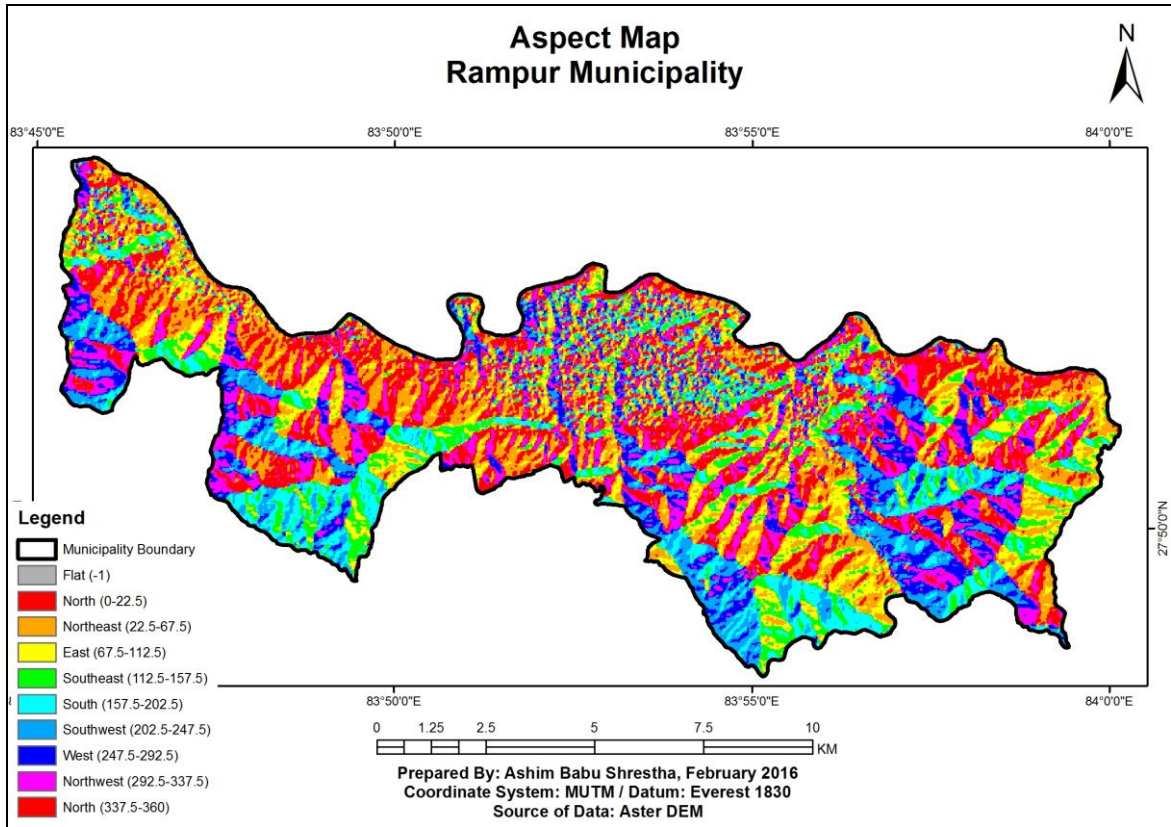 Aspect Map
Rampur Municipality
N
83°45'0"E
83°50'0"E
83°55'0"E
84°0'0"E
27°50'0"N
Legend
Municipality Boundary
Flat (-1)
North (0-22.5)
Northeast (22.5-67.5)
East (67.5-112.5)
Southeast (112.5-157.5)
South (157.5-202.5)
Southwest (202.5-247.5)
West (247.5-292.5)
Northwest (292.5-337.5)
North (337.5-360)
83°50'0"E
83°55'0"E
84°0'0"E
0 1.25 2.5 5 7.5 10
KM
Prepared By: Ashim Babu Shrestha, February 2016
Coordinate System: MUTM / Datum: Everest 1830
Source of Data: Aster DEM